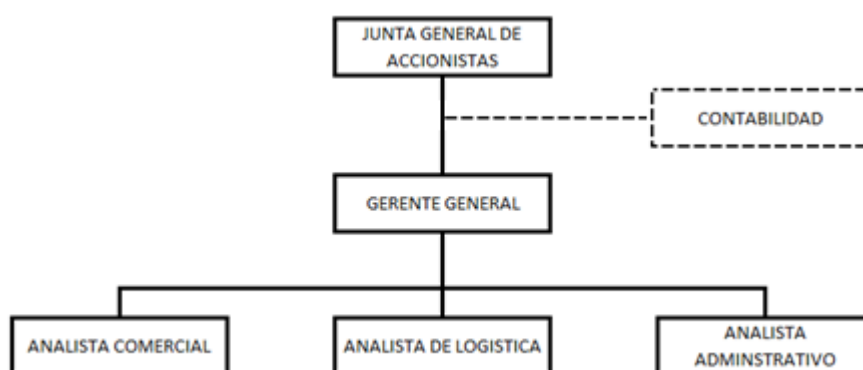 JUNTA GENERAL DE
ACCIONISTAS
CONTABILIDAD
GERENTE GENERAL
ANALISTA COMERCIAL
ANALISTA DE LOGISTICA
ANALISTA
ADMINSTRATIVO